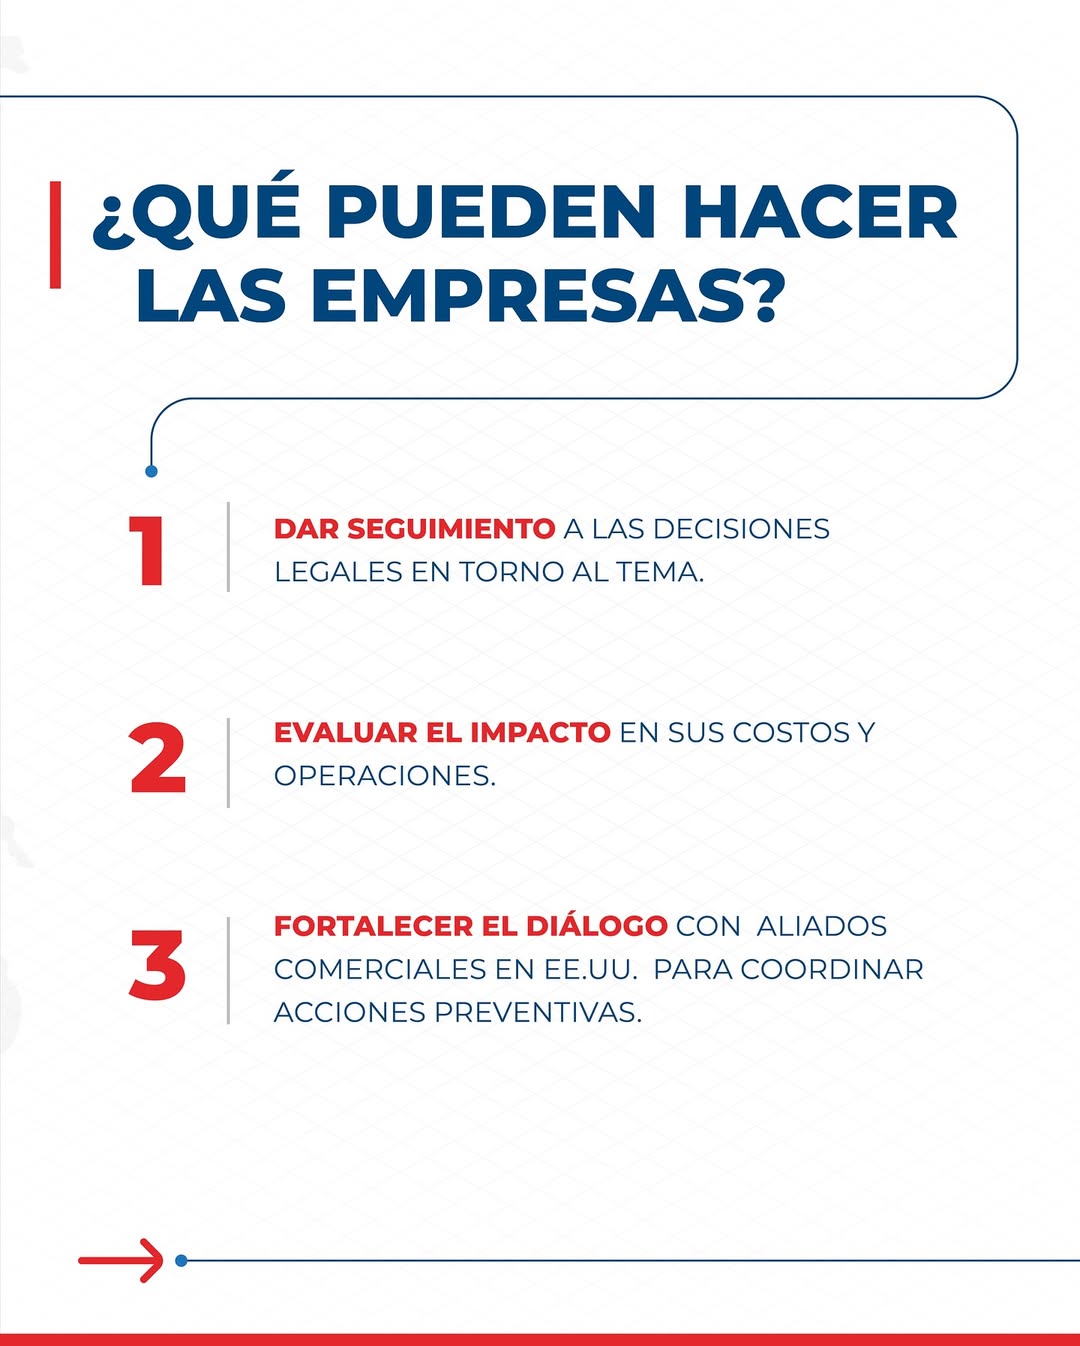 ¿QUÉ PUEDEN HACER
LAS EMPRESAS?
1
DAR SEGUIMIENTO A LAS DECISIONES
LEGALES EN TORNO AL TEMA.
2
EVALUAR EL IMPACTO EN SUS COSTOS Y
OPERACIONES.
3
FORTALECER EL DIÁLOGO CON  ALIADOS
COMERCIALES EN EE.UU.  PARA COORDINAR
ACCIONES PREVENTIVAS.